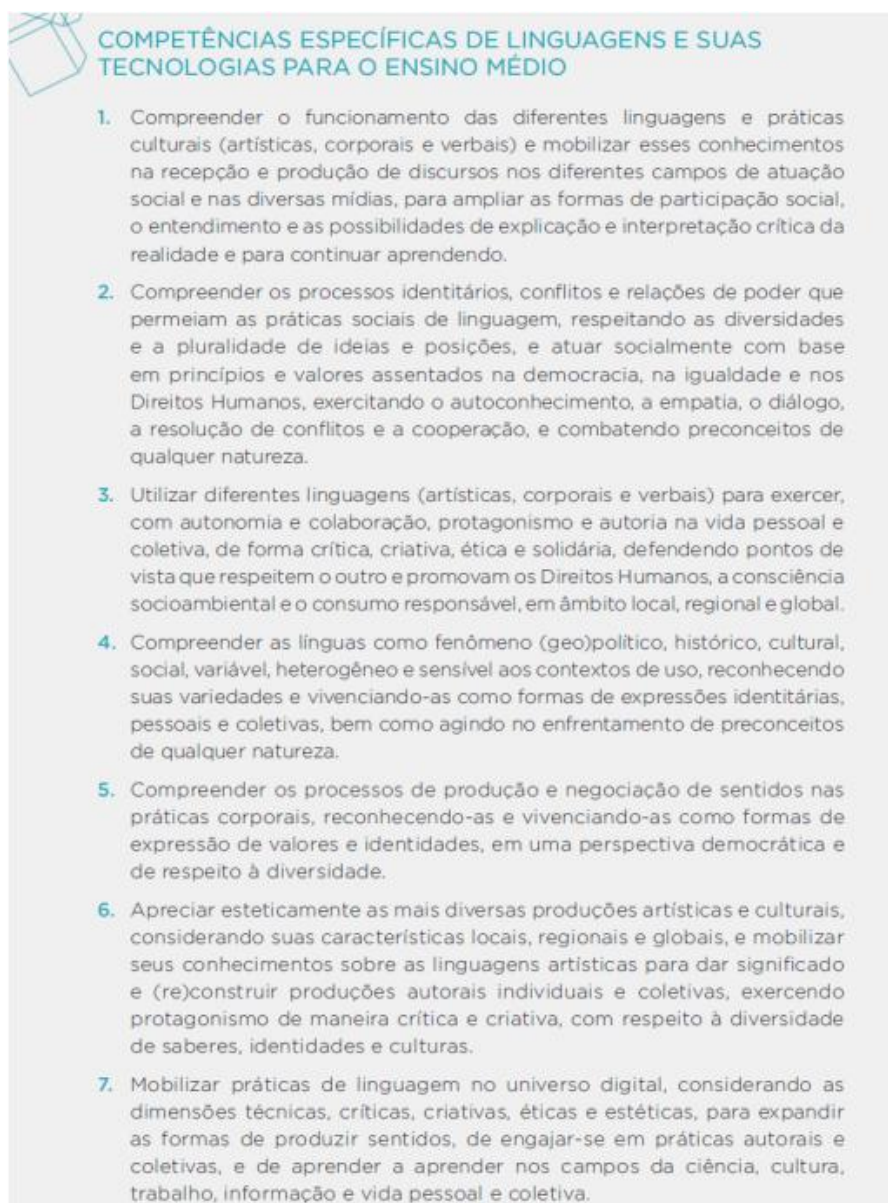 COMPETÊNCIAS ESPECÍFICAS DE LINGUAGENS E SUAS
TECNOLOGIAS PARA O ENSINO MÉDIO
1. Compreender o funcionamento das diferentes linguagens e práticas
culturais (artísticas, corporais e verbais) e mobilizar esses conhecimentos
na recepção e produção de discursos nos diferentes campos de atuação
social e nas diversas mídias, para ampliar as formas de participação social,
o entendimento e as possibilidades de explicação e interpretação crítica da
realidade e para continuar aprendendo.
2. Compreender os processos identitários, conflitos e relações de poder que
permeiam as práticas sociais de linguagem, respeitando as diversidades
e a pluralidade de ideias e posições, e atuar socialmente com base
em princípios e valores assentados na democracia, na igualdade e nos
Direitos Humanos, exercitando o autoconhecimento, a empatia, o diálogo,
a resolução de conflitos e a cooperação, e combatendo preconceitos de
qualquer natureza.
3. Utilizar diferentes linguagens (artísticas, corporais e verbais) para exercer,
com autonomia e colaboração, protagonismo e autoria na vida pessoal e
coletiva, de forma crítica, criativa, ética e solidária, defendendo pontos de
vista que respeitem o outro e promovam os Direitos Humanos, a consciência
socioambiental e o consumo responsável, em âmbito local, regional e global.
4. Compreender as línguas como fenômeno (geo)político, histórico, cultural,
social, variável, heterogêneo e sensível aos contextos de uso, reconhecendo
suas variedades e vivenciando-as como formas de expressões identitárias,
pessoais e coletivas, bem como agindo no enfrentamento de preconceitos
de qualquer natureza.
5. Compreender os processos de produção e negociação de sentidos nas
práticas corporais, reconhecendo-as e vivenciando-as como formas de
expressão de valores e identidades, em uma perspectiva democrática e
de respeito à diversidade.
6. Apreciar esteticamente as mais diversas produções artísticas e culturais,
considerando suas características locais, regionais e globais, e mobilizar
seus conhecimentos sobre as linguagens artísticas para dar significado
e (re)construir produções autorais individuais e coletivas, exercendo
protagonismo de maneira crítica e criativa, com respeito à diversidade
de saberes, identidades e culturas.
7. Mobilizar práticas de linguagem no universo digital, considerando as
dimensões técnicas, críticas, criativas, éticas e estéticas, para expandir
as formas de produzir sentidos, de engajar-se em práticas autorais e
coletivas, e de aprender a aprender nos campos da ciência, cultura,
trabalho, informação e vida pessoal e coletiva.